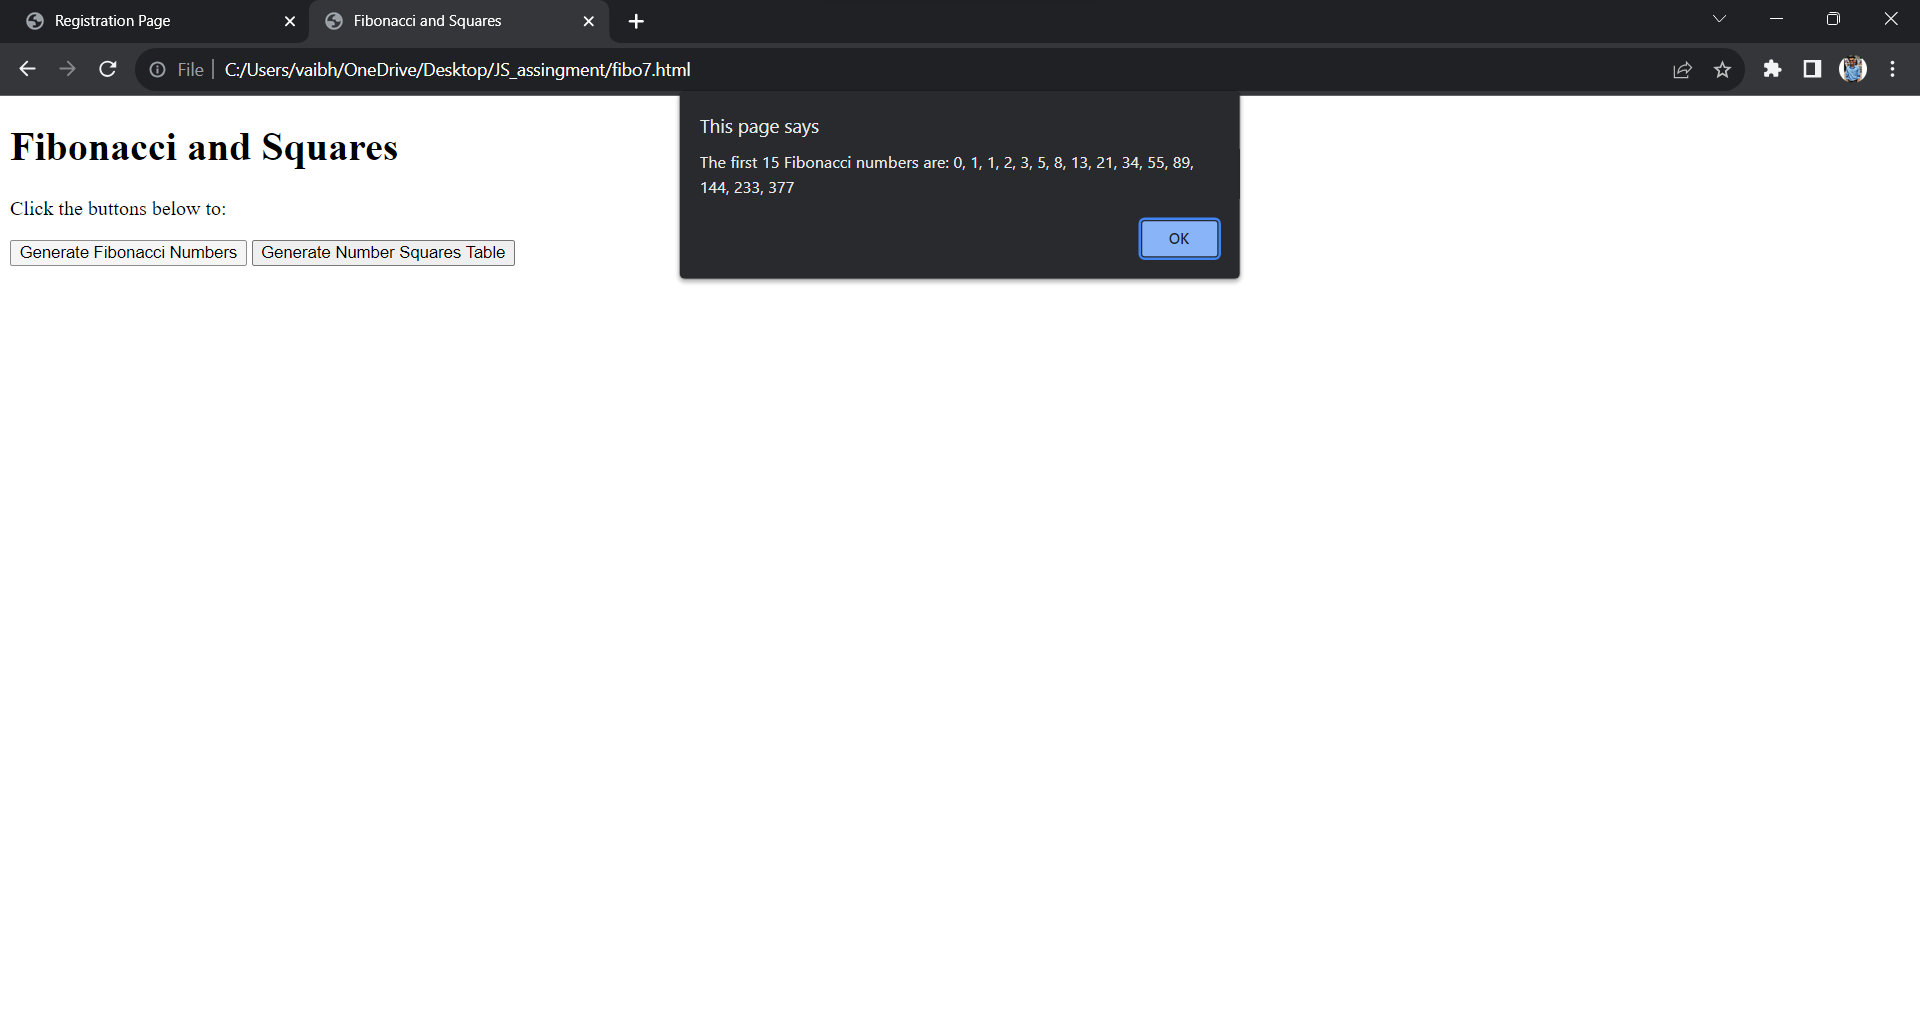 Registration Page
Fibonacci and Squares
File
C:/Users/vaibh/OneDrive/Desktop/JS_assingment/fibo7.html
Fibonacci and Squares
Click the buttons below to:
Generate Fibonacci Numbers
Generate Number Squares Table
This page says
The first 15 Fibonacci numbers are: 0, 1, 1, 2, 3, 5, 8, 13, 21, 34, 55, 89,
144, 233, 377
OK